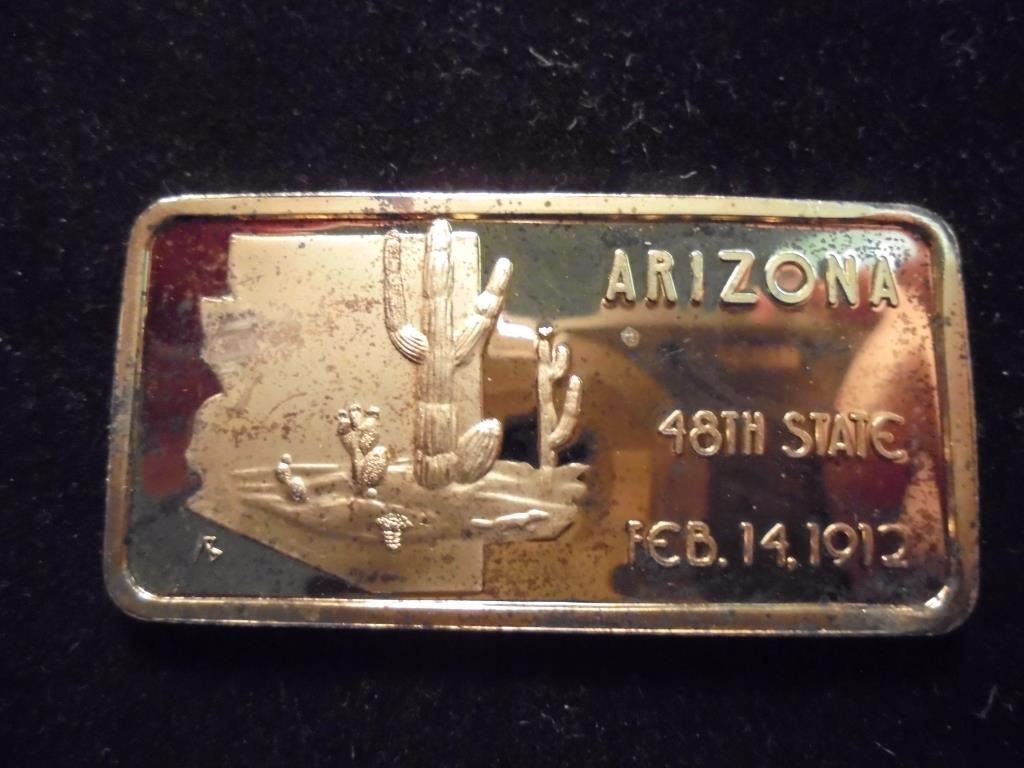 ARIZONA
48TH STATE
FEB. 14, 1912